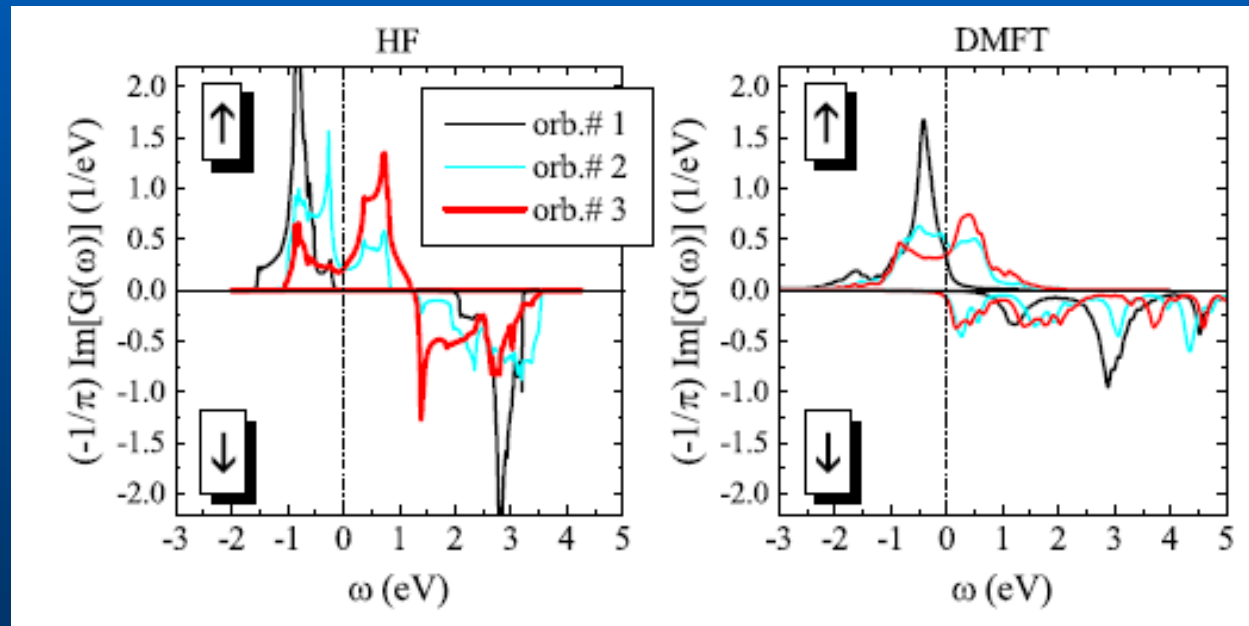 HF
(-1/π) Im[G(ω)] (1/eV)
2.0
1.5
1.0
0.5
0.0
-0.5
-1.0
-1.5
-2.0
↑
↓
orb.# 1
orb.# 2
orb.# 3
-3 -2 -1 0 1 2 3 4 5
ω (eV)
DMFT
(-1/π) Im[G(ω)] (1/eV)
2.0
1.5
1.0
0.5
0.0
-0.5
-1.0
-1.5
-2.0
↑
↓
-3 -2 -1 0 1 2 3 4 5
ω (eV)